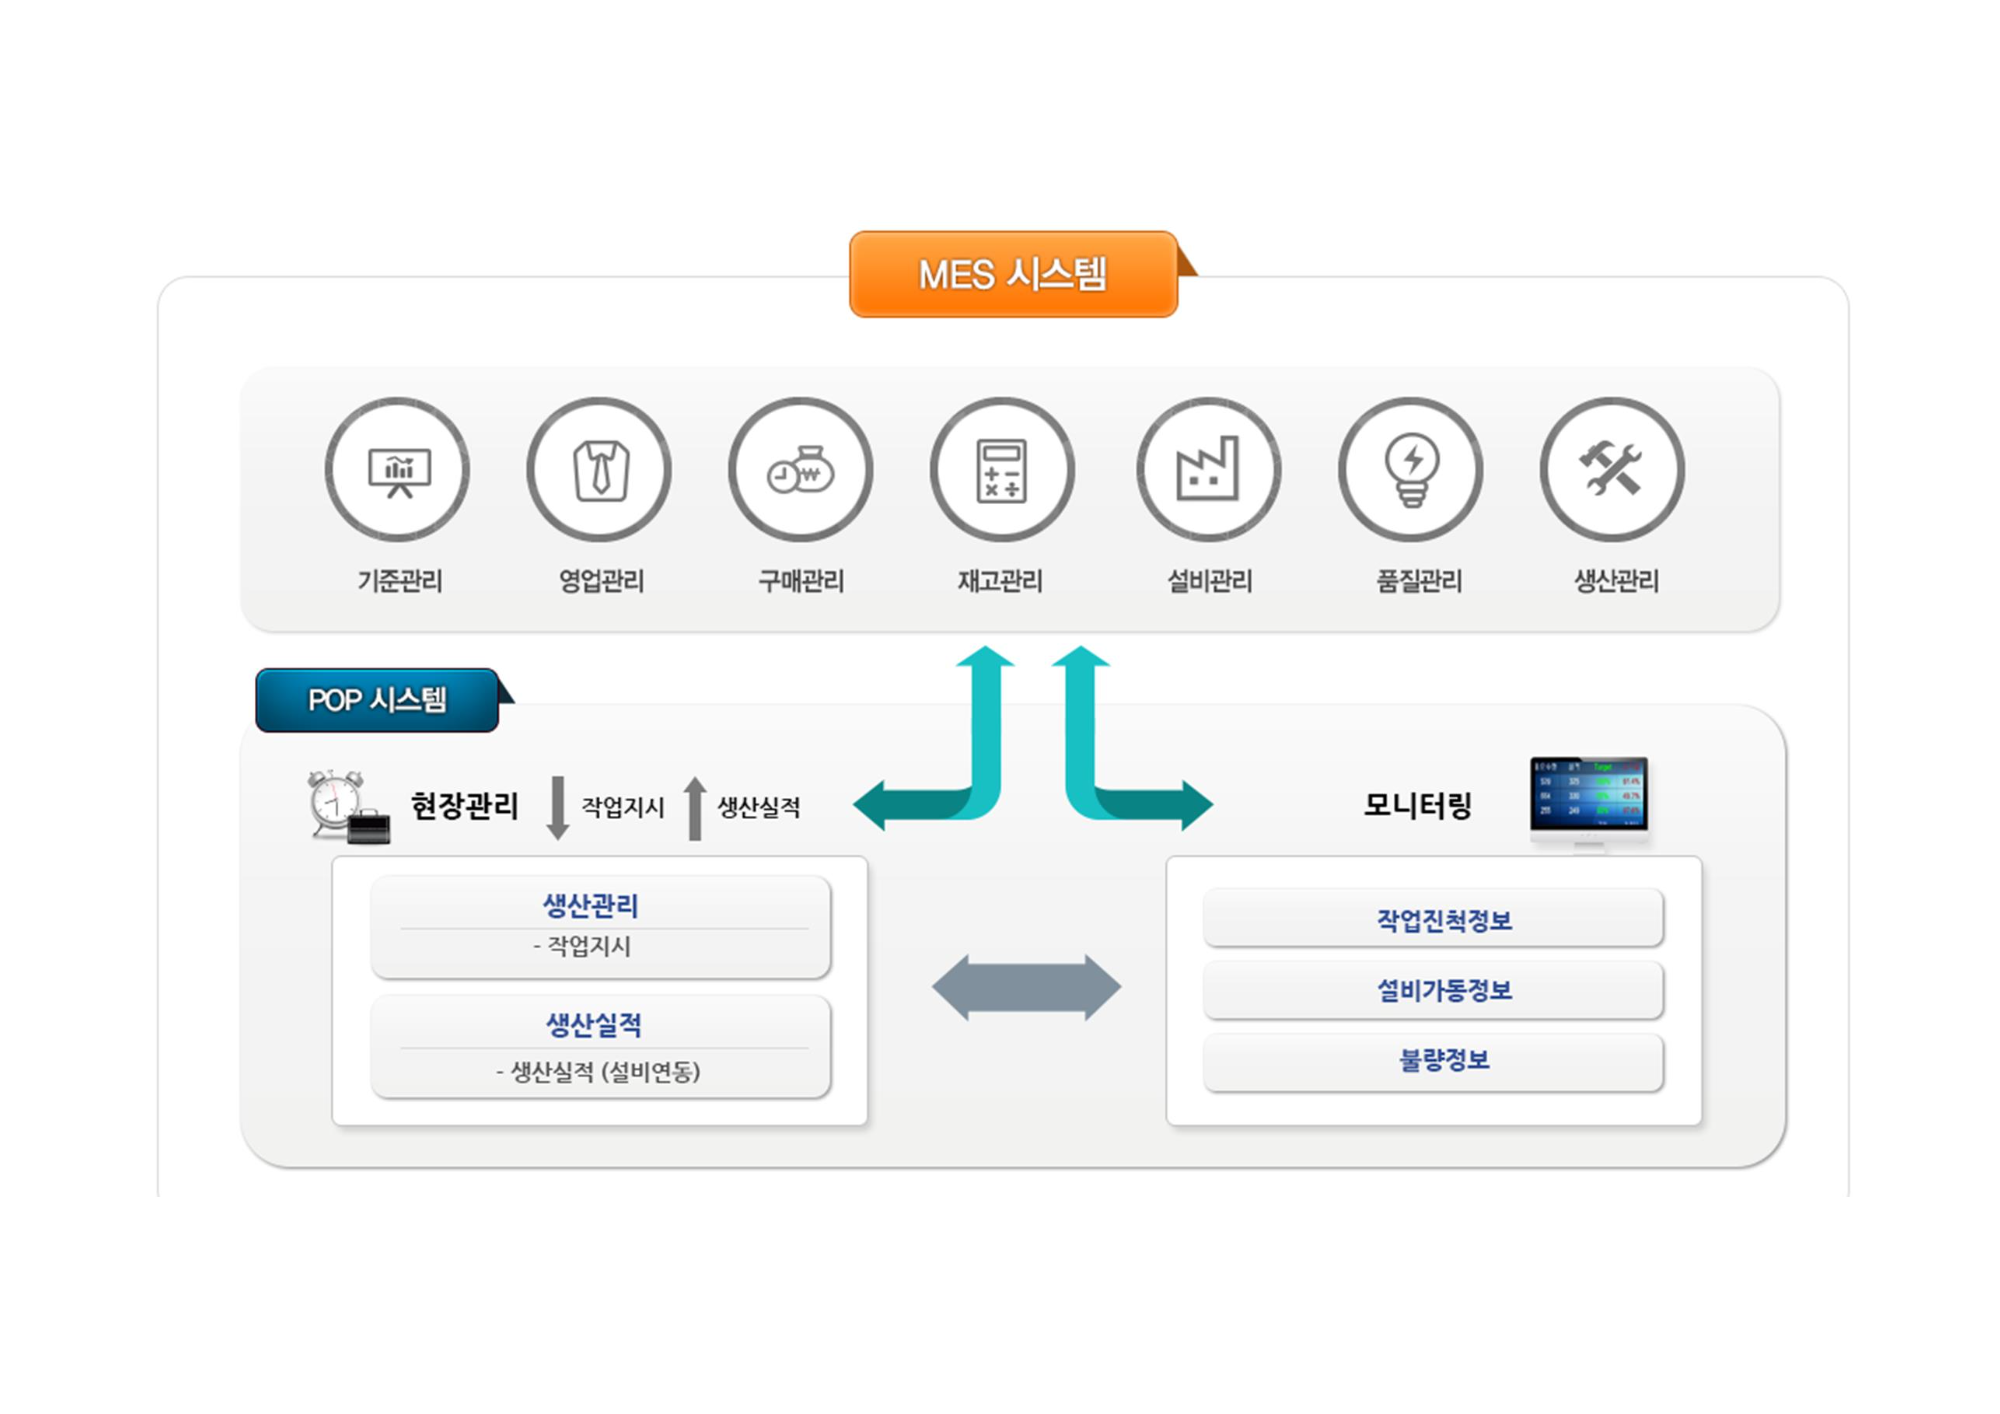 MES 시스템
기준관리 영업관리 구매관리 재고관리 설비관리 품질관리 생산관리
POP 시스템
현장관리 작업지시 생산실적
모니터링
Target
생산관리
- 작업지시
생산실적
- 생산실적 (설비연동)
작업진척정보
설비가동정보
불량정보